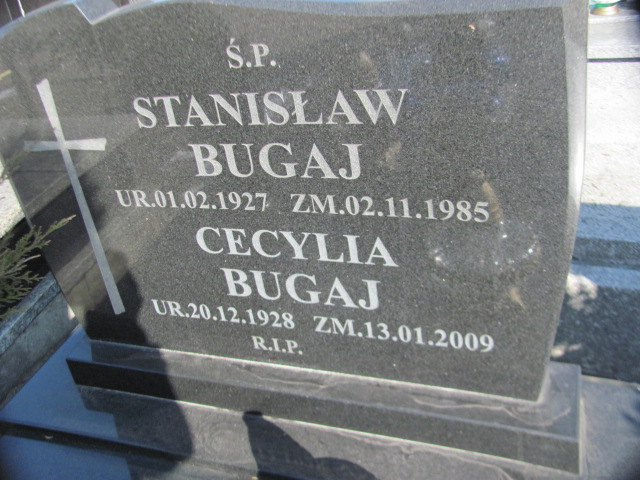 Ś.P.
STANISŁAW
BUGAJ
UR.01.02.1927 ZM.02.11.1985
CECYLIA
BUGAJ
UR.20.12.1928 ZM.13.01.2009
R.I.P.